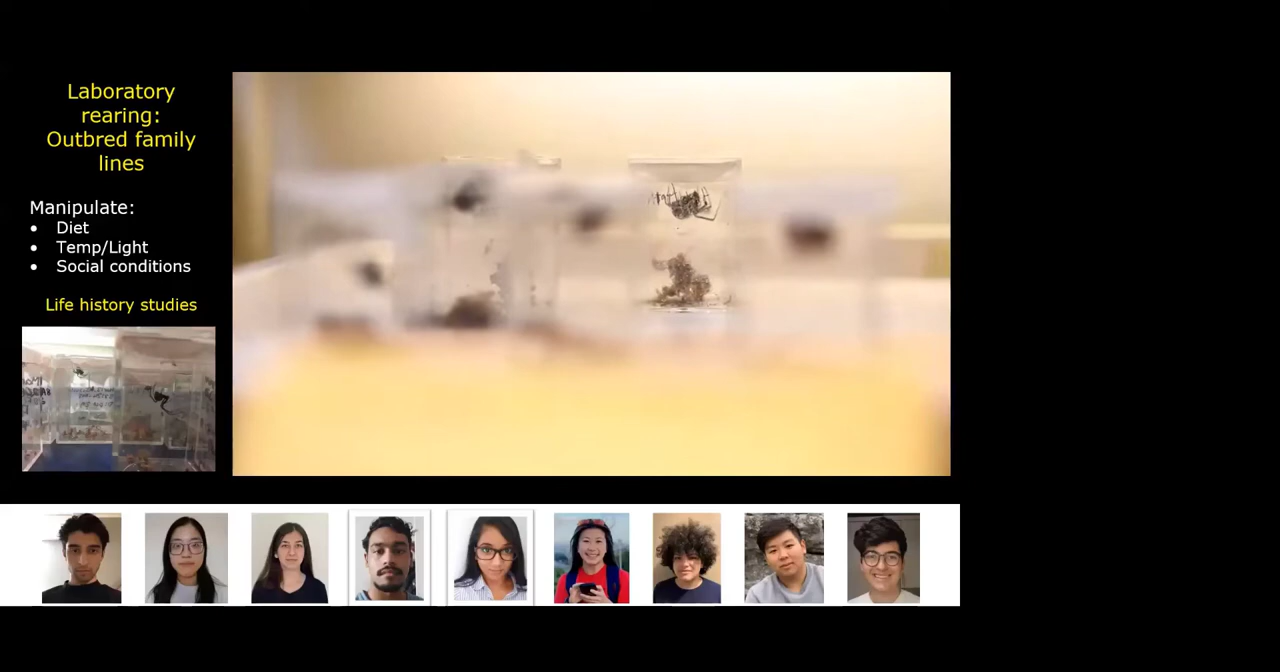 Laboratory
rearing:
Outbred family
lines
Manipulate:
• Diet
• Temp/Light
• Social conditions
Life history studies